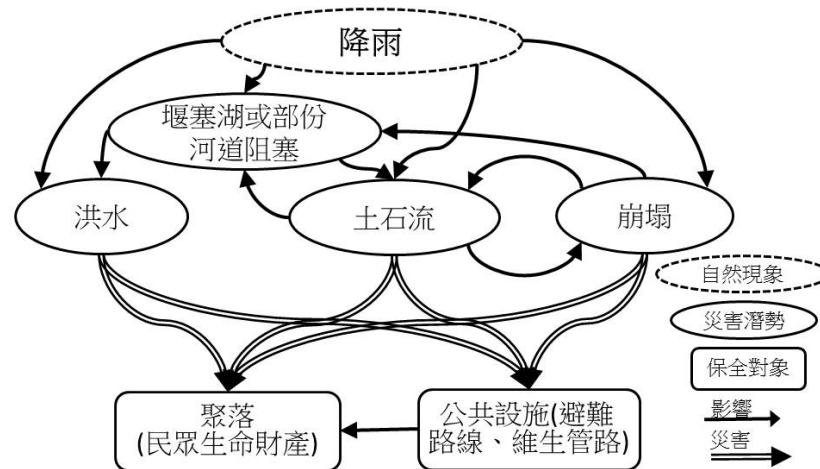 降雨
堰塞湖或部份
河道阻塞
洪水
土石流
崩塌
自然現象
災害潛勢
保全對象
影響
災害
聚落
(民眾生命財產)
公共設施(避難
路線、維生管路)